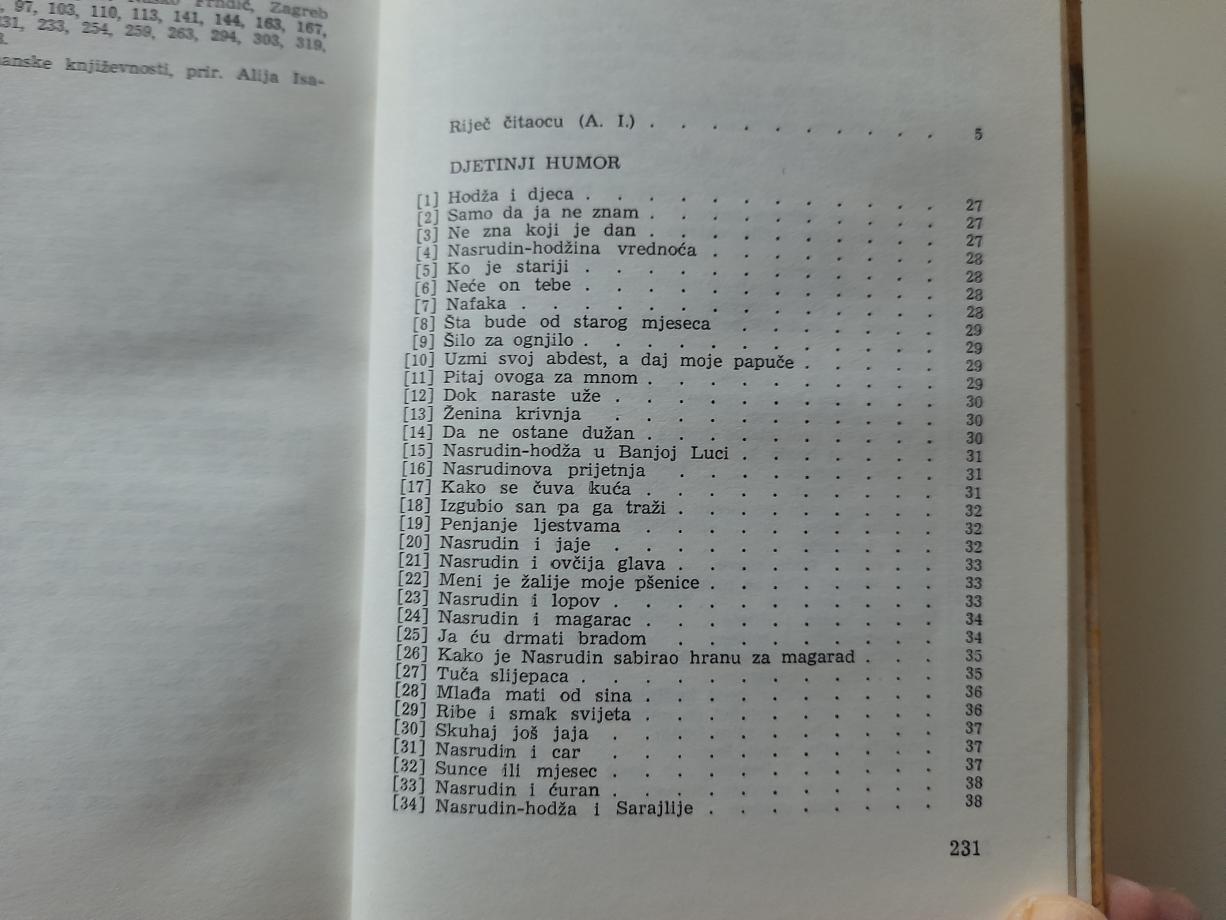 Frndić, Zagreb
97, 103, 110, 113, 141, 144, 163, 167,
31, 233, 254, 259, 263, 294, 303, 319,
anske književnosti, prir. Alija Isa-
Riječ čitaocu (A. I.) . . . . . . . . . . 5
DJETINJI HUMOR
[1] Hodža i djeca . . . . . . . . . . . . 27
[2] Samo da ja ne znam . . . . . . . . . . 27
[3] Ne zna koji je dan . . . . . . . . . . 27
[4] Nasrudin-hodžina vrednoća . . . . . . . . 28
[5] Ko je stariji . . . . . . . . . . . . 28
[6] Neće on tebe . . . . . . . . . . . . 28
[7] Nafaka . . . . . . . . . . . . . . 28
[8] Šta bude od starog mjeseca . . . . . . . 29
[9] Šilo za ognjilo . . . . . . . . . . . . 29
[10] Uzmi svoj abdest, a daj moje papuče . . . . . 29
[11] Pitaj ovoga za mnom . . . . . . . . . . 29
[12] Dok naraste uže . . . . . . . . . . . 30
[13] Ženina krivnja . . . . . . . . . . . 30
[14] Da ne ostane dužan . . . . . . . . . . 30
[15] Nasrudin-hodža u Banjoj Luci . . . . . . . 31
[16] Nasrudinova prijetnja . . . . . . . . . 31
[17] Kako se čuva kuća . . . . . . . . . . 31
[18] Izgubio san pa ga traži . . . . . . . . . 32
[19] Penjanje ljestvama . . . . . . . . . . 32
[20] Nasrudin i jaje . . . . . . . . . . . 32
[21] Nasrudin i ovčija glava . . . . . . . . . 33
[22] Meni je žalije moje pšenice . . . . . . . . 33
[23] Nasrudin i lopov . . . . . . . . . . . 33
[24] Nasrudin i magarac . . . . . . . . . . 34
[25] Ja ću drmati bradom . . . . . . . . . 34
[26] Kako je Nasrudin sabirao hranu za magarad . . . 35
[27] Tuča slijepaca . . . . . . . . . . . . 35
[28] Mlađa mati od sina . . . . . . . . . . 36
[29] Ribe i smak svijeta . . . . . . . . . . 36
[30] Skuhaj još jaja . . . . . . . . . . . 37
[31] Nasrudin i car . . . . . . . . . . . 37
[32] Sunce ili mjesec . . . . . . . . . . . 37
[33] Nasrudin i ćuran . . . . . . . . . . . 38
[34] Nasrudin-hodža i Sarajlije . . . . . . . . 38
231